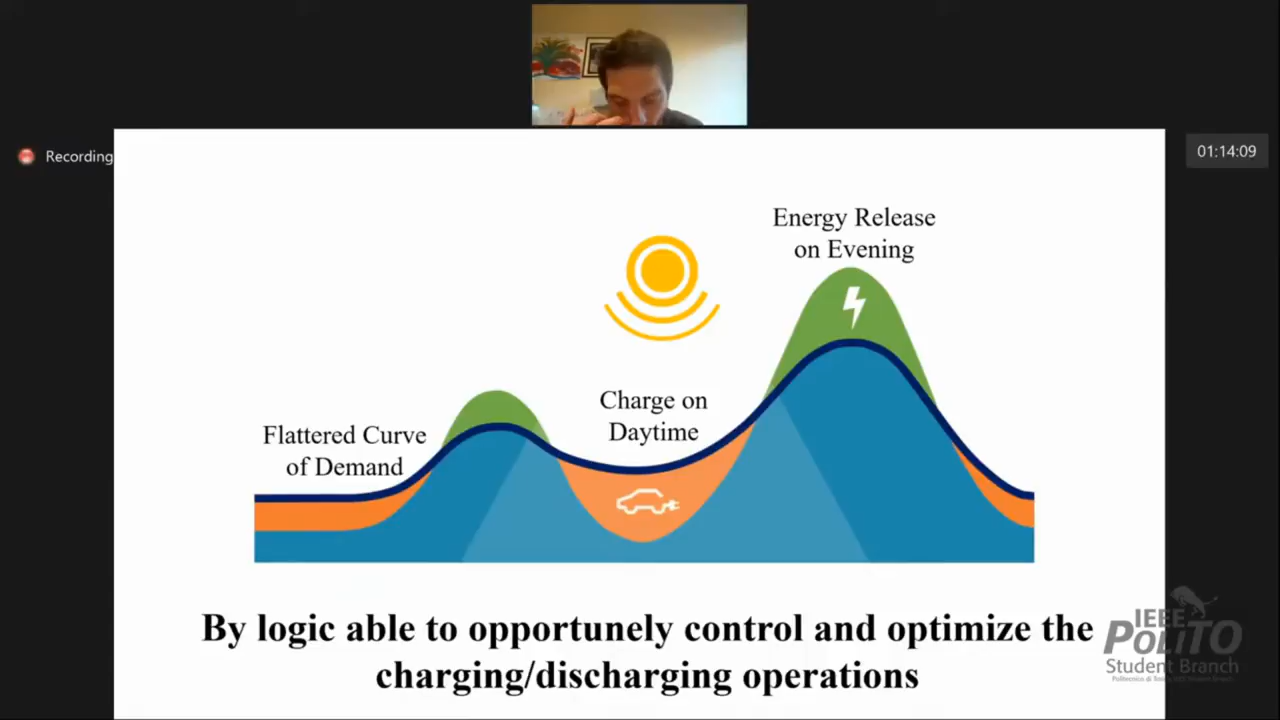 Recording
01:14:09
Energy Release
on Evening
Charge on
Daytime
Flattered Curve
of Demand
By logic able to opportunely control and optimize the
charging/discharging operations
IEEE
POLITO
Student Branch